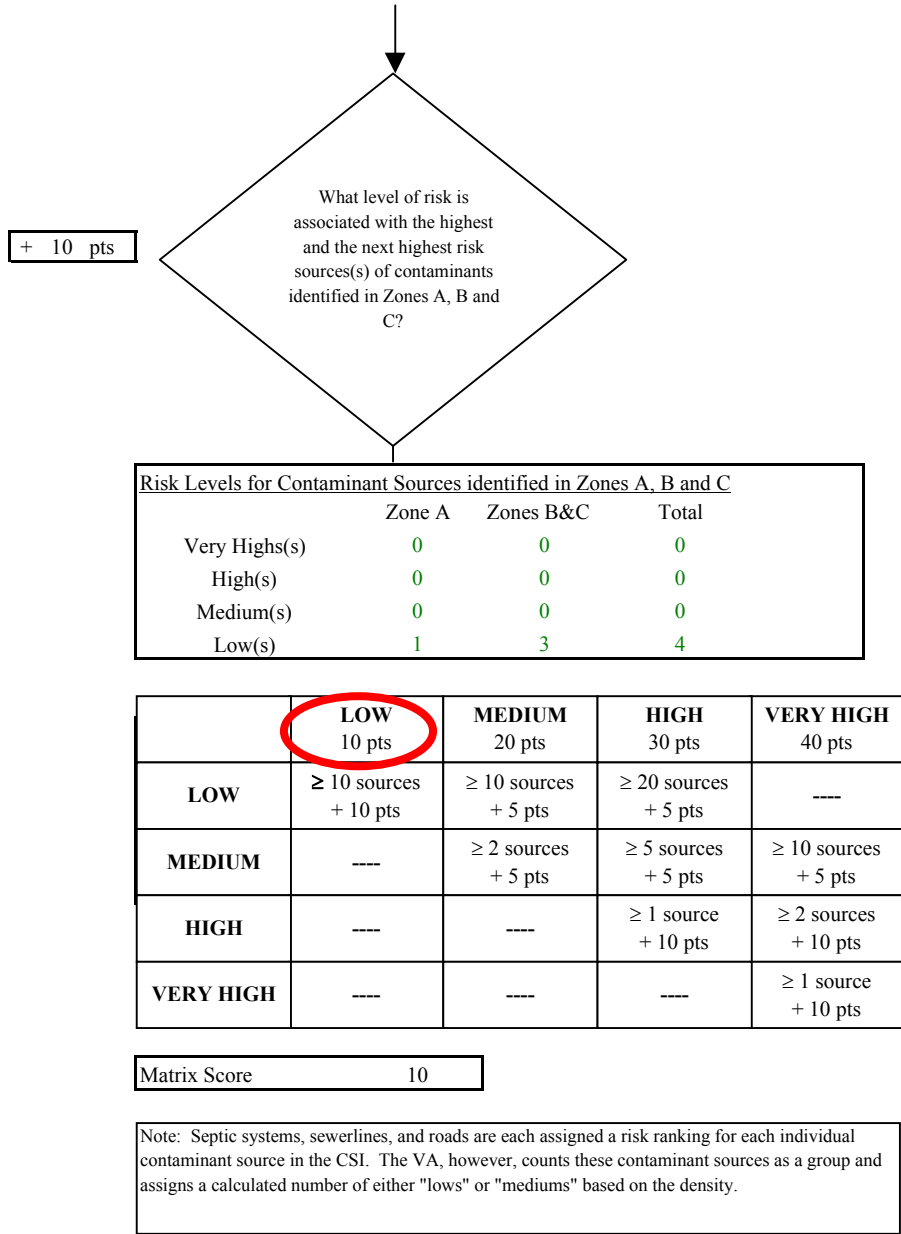 What level of risk is
associated with the highest
and the next highest risk
sources(s) of contaminants
identified in Zones A, B and
C?
+ 10 pts
Risk Levels for Contaminant Sources identified in Zones A, B and C
Zone A Zones B&C Total
Very Highs(s) 0 0 0
High(s) 0 0 0
Medium(s) 0 0 0
Low(s) 1 3 4
LOW MEDIUM HIGH VERY HIGH
10 pts 20 pts 30 pts 40 pts
LOW ≥ 10 sources ≥ 10 sources ≥ 20 sources ----
+ 10 pts + 5 pts + 5 pts
MEDIUM ---- ≥ 2 sources ≥ 5 sources ≥ 10 sources
+ 5 pts + 5 pts + 5 pts
HIGH ---- ---- ≥ 1 source ≥ 2 sources
+ 10 pts + 10 pts
VERY HIGH ---- ---- ---- ≥ 1 source
+ 10 pts
Matrix Score 10
Note: Septic systems, sewerlines, and roads are each assigned a risk ranking for each individual
contaminant source in the CSI. The VA, however, counts these contaminant sources as a group and
assigns a calculated number of either "lows" or "mediums" based on the density.